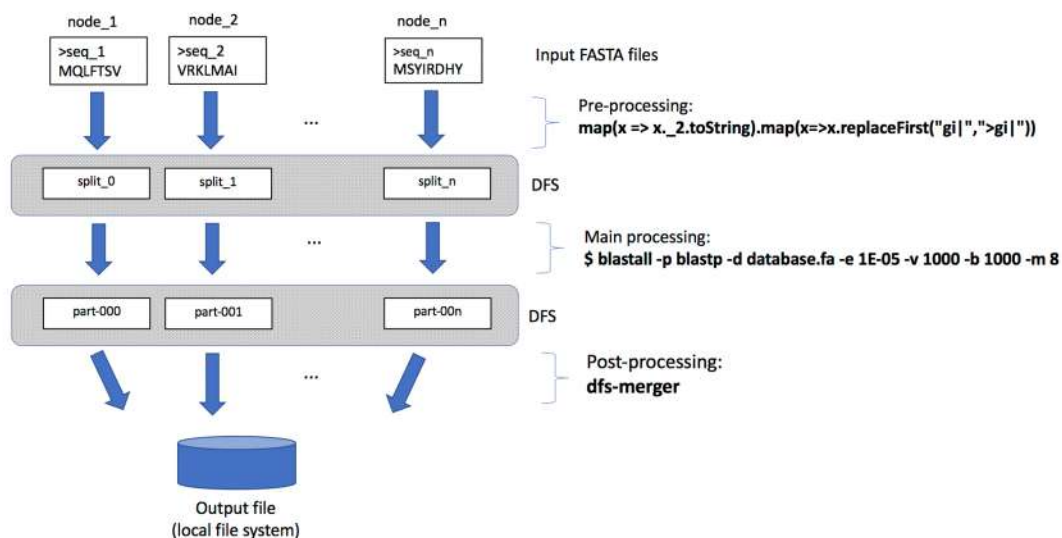 node_1
node_2
node_n
>seq_1
MQLFTSV
>seq_2
VRKLMAI
>seq_n
MSYIRDHY
Input FASTA files
...
Pre-processing:
map(x => x._2.toString).map(x=>x.replaceFirst("gi|",">gi|"))
split_0
split_1
split_n
DFS
...
Main processing:
$ blastall -p blastp -d database.fa -e 1E-05 -v 1000 -b 1000 -m 8
part-000
part-001
part-00n
DFS
...
Post-processing:
dfs-merger
Output file
(local file system)